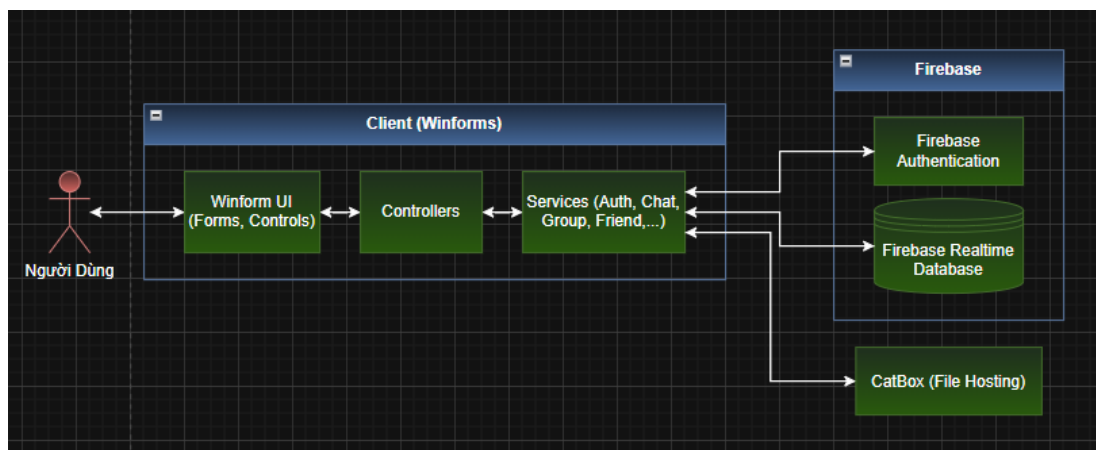 Firebase
Client (Winforms)
Firebase
Authentication
Winform UI
(Forms, Controls)
Controllers
Services (Auth, Chat,
Group, Friend,...)
Người Dùng
Firebase Realtime
Database
CatBox (File Hosting)